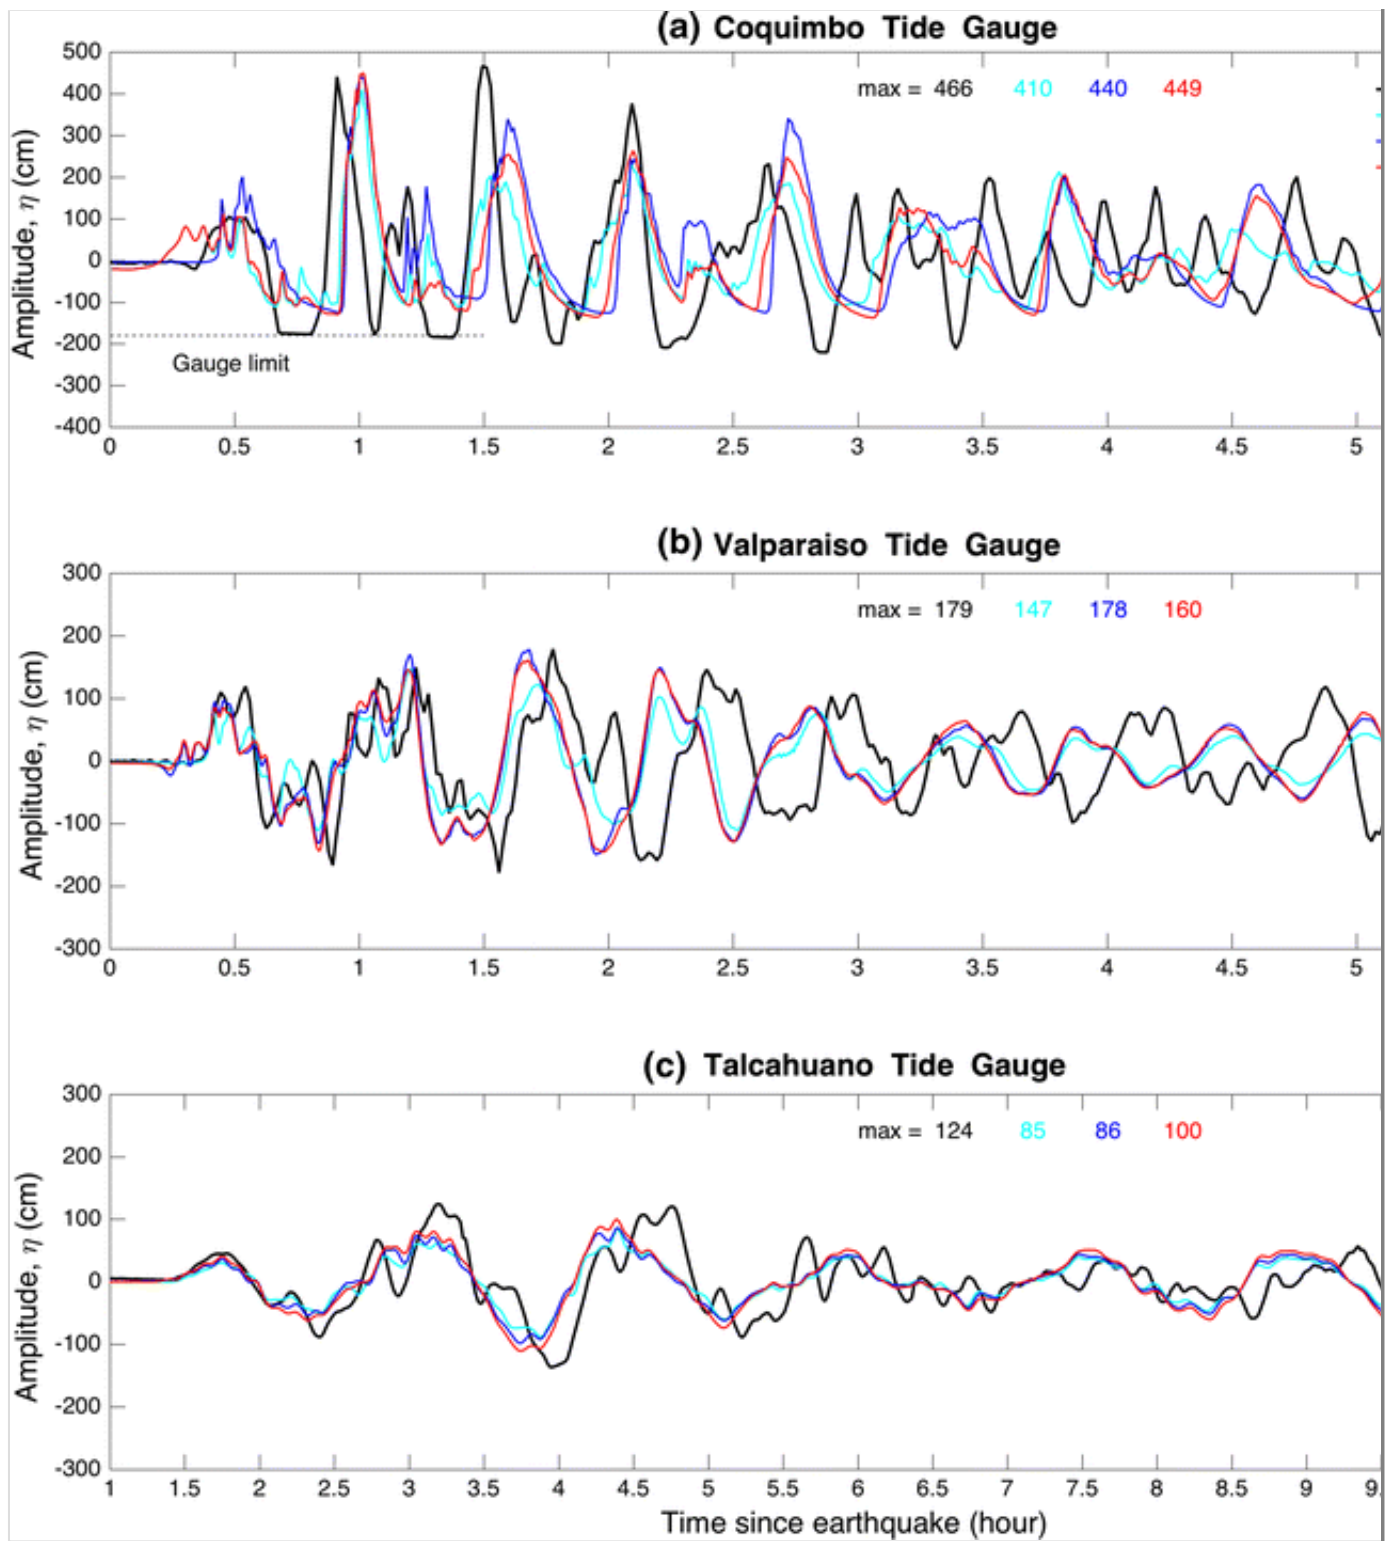 (a) Coquimbo Tide Gauge
500
400
300
200
100
0
-100
-200
-300
-400
Amplitude, η (cm)
max = 466 410 440 449
Gauge limit
0 0.5 1 1.5 2 2.5 3 3.5 4 4.5 5
(b) Valparaiso Tide Gauge
300
200
100
0
-100
-200
-300
Amplitude, η (cm)
max = 179 147 178 160
0 0.5 1 1.5 2 2.5 3 3.5 4 4.5 5
(c) Talcahuano Tide Gauge
300
200
100
0
-100
-200
-300
Amplitude, η (cm)
max = 124 85 86 100
1 1.5 2 2.5 3 3.5 4 4.5 5 5.5 6 6.5 7 7.5 8 8.5 9 9.
Time since earthquake (hour)